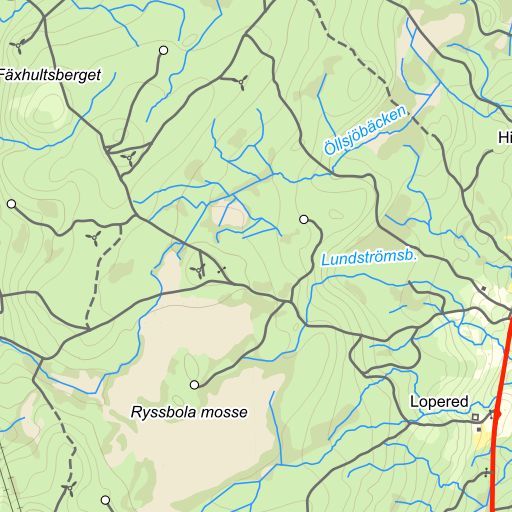 Fäxhultsberget
Öllsjöbäcken
Hi
Lundströmsb.
Lopered
Ryssbola mosse